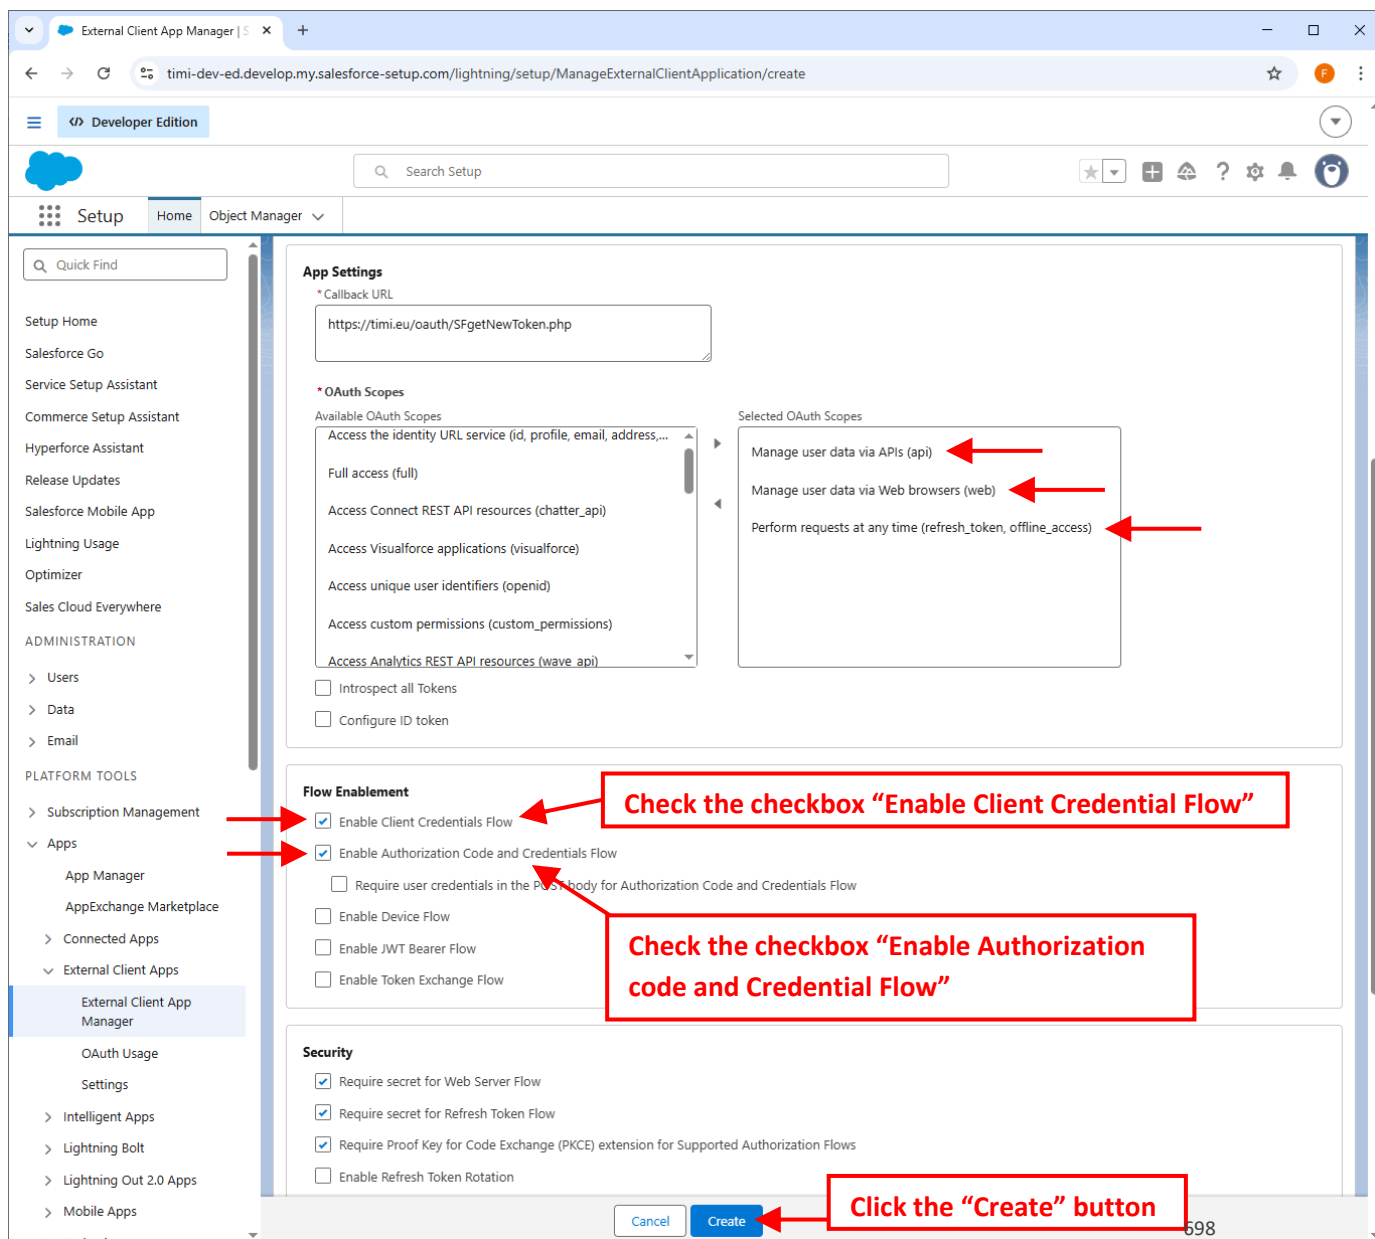 External Client App Manager | S
timi-dev-ed.develop.my.salesforce-setup.com/lightning/setup/ManageExternalClientApplication/create
F
Developer Edition
Search Setup
Setup
Home
Object Manager
Quick Find
Setup Home
Salesforce Go
Service Setup Assistant
Commerce Setup Assistant
Hyperforce Assistant
Release Updates
Salesforce Mobile App
Lightning Usage
Optimizer
Sales Cloud Everywhere
ADMINISTRATION
Users
Data
Email
PLATFORM TOOLS
Subscription Management
Apps
App Manager
AppExchange Marketplace
Connected Apps
External Client Apps
External Client App
Manager
OAuth Usage
Settings
Intelligent Apps
Lightning Bolt
Lightning Out 2.0 Apps
Mobile Apps
App Settings
*Callback URL
https://timi.eu/oauth/SFgetNewToken.php
*OAuth Scopes
Available OAuth Scopes
Access the identity URL service (id, profile, email, address,...
Full access (full)
Access Connect REST API resources (chatter_api)
Access Visualforce applications (visualforce)
Access unique user identifiers (openid)
Access custom permissions (custom_permissions)
Access Analytics REST API resources (wave_api)
Selected OAuth Scopes
Manage user data via APIs (api)
Manage user data via Web browsers (web)
Perform requests at any time (refresh_token, offline_access)
Introspect all Tokens
Configure ID token
Flow Enablement
Check the checkbox “Enable Client Credential Flow”
Enable Client Credentials Flow
Enable Authorization Code and Credentials Flow
Require user credentials in the POST body for Authorization Code and Credentials Flow
Enable Device Flow
Enable JWT Bearer Flow
Enable Token Exchange Flow
Check the checkbox “Enable Authorization
code and Credential Flow”
Security
Require secret for Web Server Flow
Require secret for Refresh Token Flow
Require Proof Key for Code Exchange (PKCE) extension for Supported Authorization Flows
Enable Refresh Token Rotation
Cancel
Create
Click the “Create” button
698